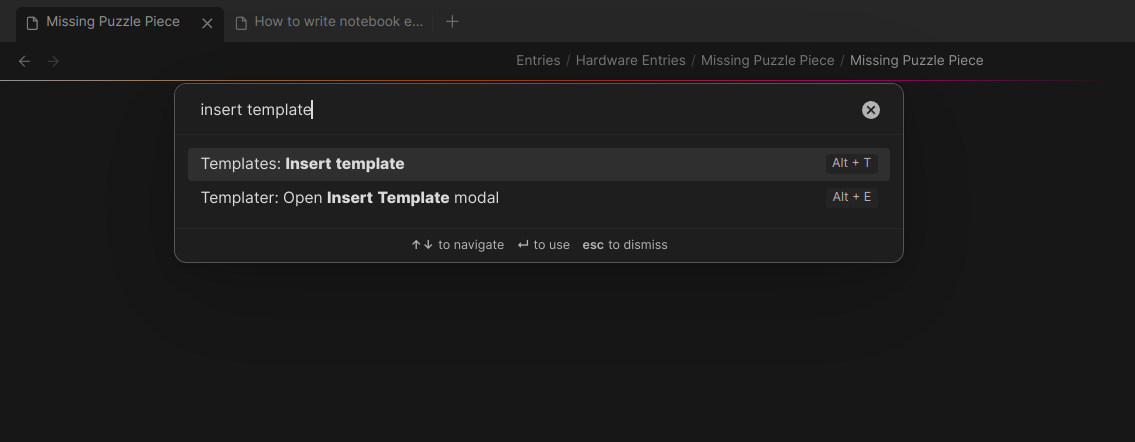 Missing Puzzle Piece
How to write notebook e...
Entries / Hardware Entries / Missing Puzzle Piece / Missing Puzzle Piece
insert template
Templates: Insert template Alt + T
Templater: Open Insert Template modal Alt + E
↑↓ to navigate ↵ to use esc to dismiss